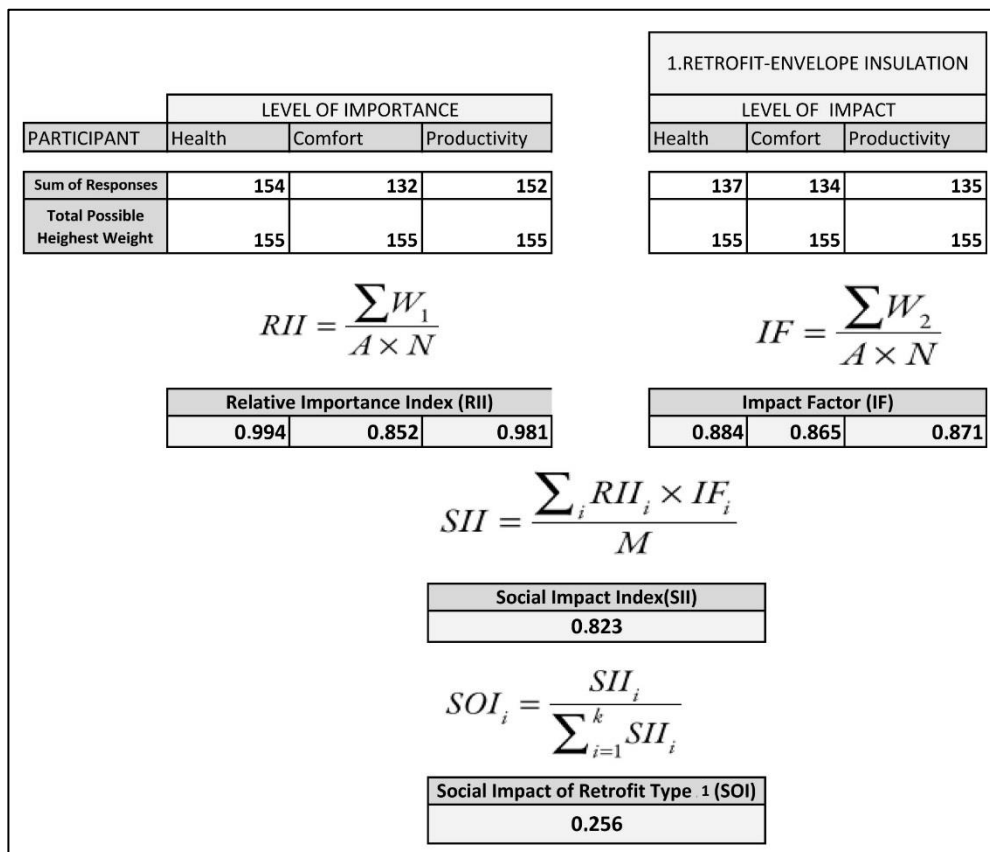 1.RETROFIT-ENVELOPE INSULATION
LEVEL OF IMPORTANCE LEVEL OF IMPACT
PARTICIPANT Health Comfort Productivity Health Comfort Productivity
Sum of Responses 154 132 152 137 134 135
Total Possible
Heighest Weight 155 155 155 155 155 155
RII = ∑W₁ / (A × N) IF = ∑W₂ / (A × N)
Relative Importance Index (RII) Impact Factor (IF)
0.994 0.852 0.981 0.884 0.865 0.871
SII = ∑ᵢ RIIᵢ × IFᵢ / M
Social Impact Index(SII)
0.823
SOIᵢ = SIIᵢ / ∑ᵢ₌₁ᵏ SIIᵢ
Social Impact of Retrofit Type 1 (SOI)
0.256